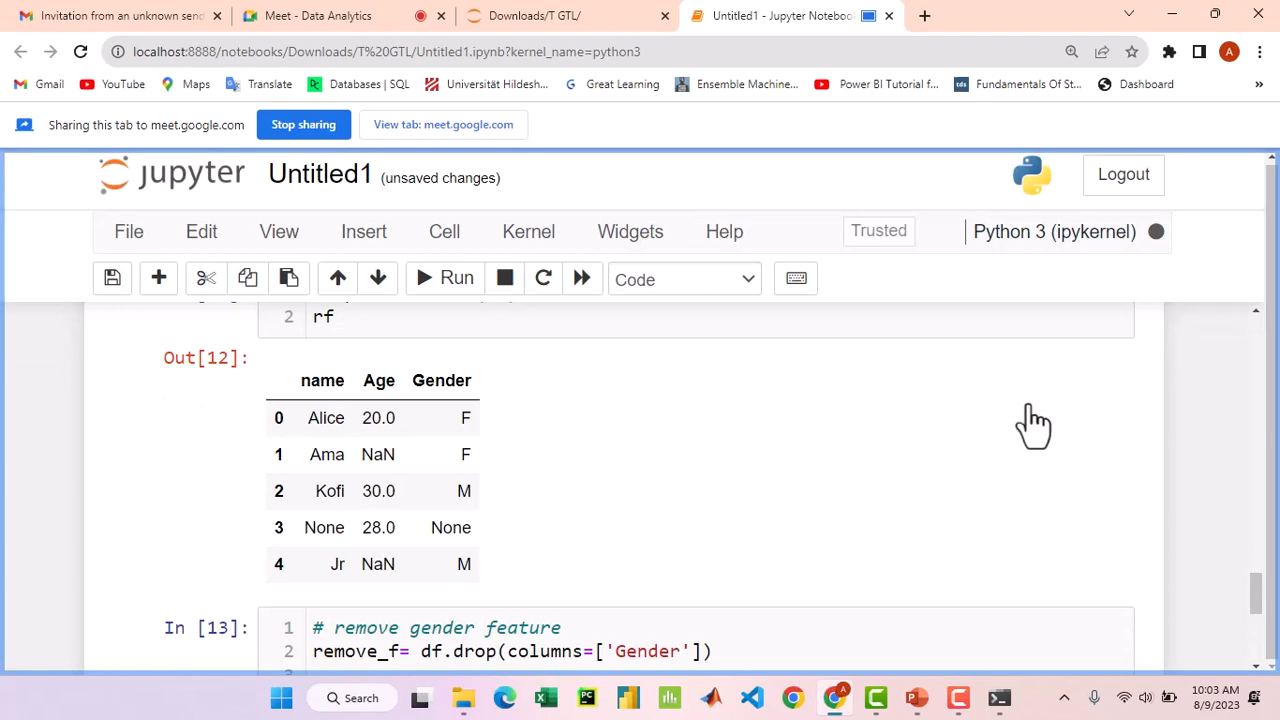 Invitation from an unknown send
Meet - Data Analytics
Downloads/T GTL/
Untitled1 - Jupyter Notebook
localhost:8888/notebooks/Downloads/T%20GTL/Untitled1.ipynb?kernel_name=python3
A
Gmail
YouTube
Maps
Translate
Databases | SQL
Universität Hildesh...
Great Learning
Ensemble Machine...
Power BI Tutorial f...
Fundamentals Of St...
Dashboard
»
Sharing this tab to meet.google.com
Stop sharing
View tab: meet.google.com
jupyter Untitled1 (unsaved changes)
Logout
File Edit View Insert Cell Kernel Widgets Help
Trusted
Python 3 (ipykernel)
Run
Code
2 rf
Out[12]:
name Age Gender
0 Alice 20.0 F
1 Ama NaN F
2 Kofi 30.0 M
3 None 28.0 None
4 Jr NaN M
In [13]:
1 # remove gender feature
2 remove_f= df.drop(columns=['Gender'])
Search
10:03 AM
8/9/2023